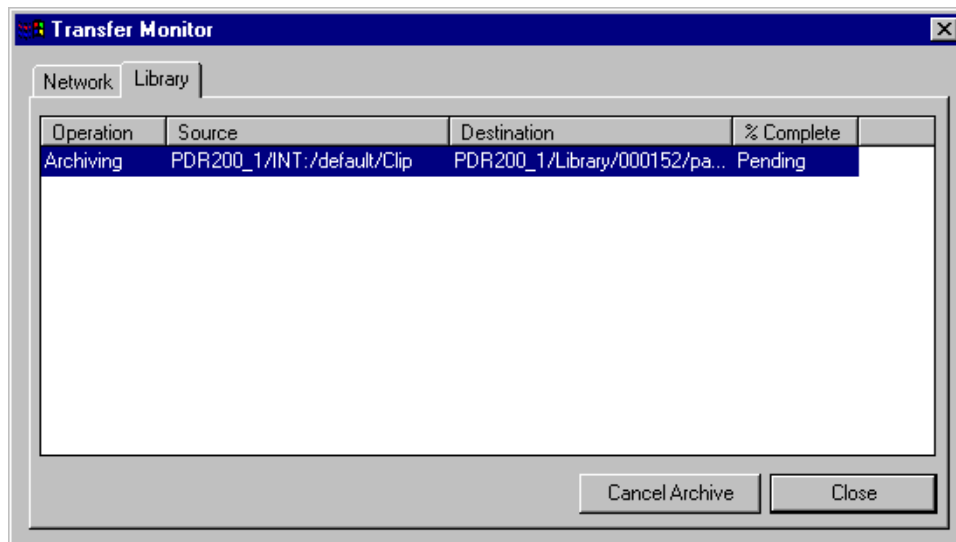 Transfer Monitor
Network Library
Operation Source Destination % Complete
Archiving PDR200_1/INT:/default/Clip PDR200_1/Library/000152/pa... Pending
Cancel Archive Close